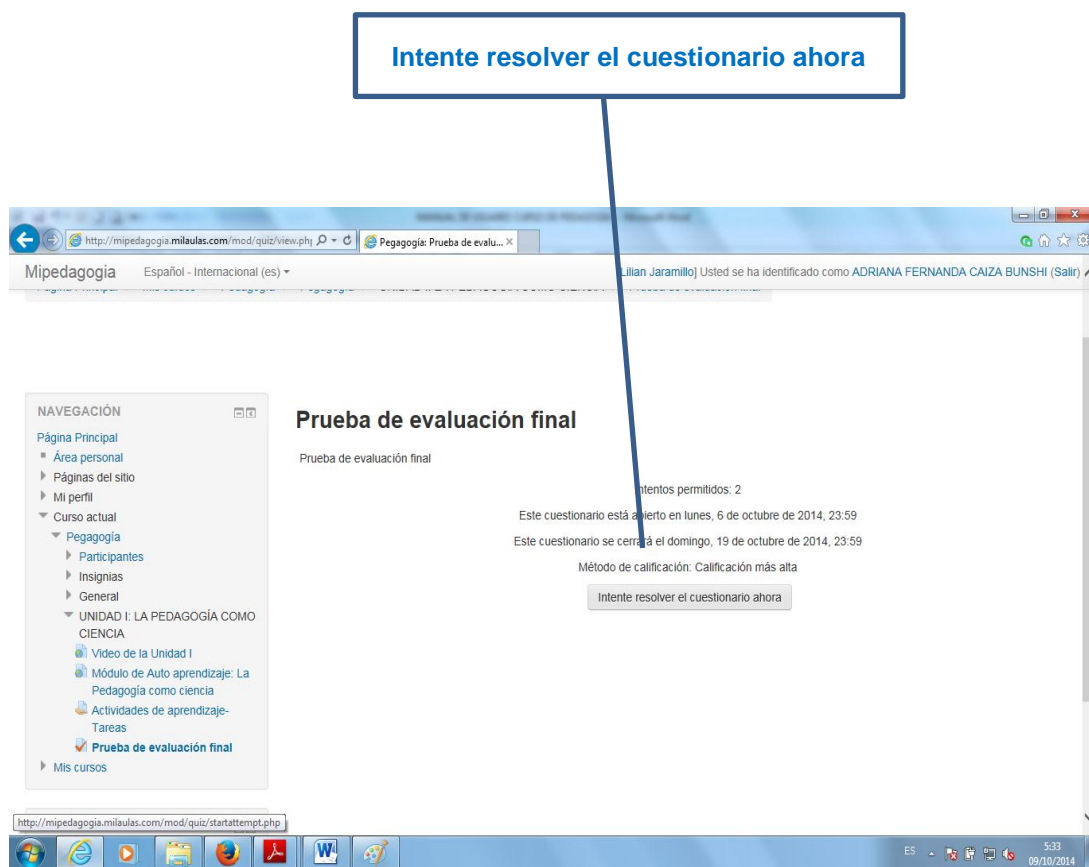 Intente resolver el cuestionario ahora
http://mipedagogia.milaulas.com/mod/quiz/view.php
Pegagogía: Prueba de evalu...
Mipedagogia Español - Internacional (es)
Lilian Jaramillo] Usted se ha identificado como ADRIANA FERNANDA CAIZA BUNSHI (Salir)
NAVEGACIÓN
Página Principal
Área personal
Páginas del sitio
Mi perfil
Curso actual
Pegagogía
Participantes
Insignias
General
UNIDAD I: LA PEDAGOGÍA COMO
CIENCIA
Video de la Unidad I
Módulo de Auto aprendizaje: La
Pedagogía como ciencia
Actividades de aprendizaje-
Tareas
Prueba de evaluación final
Mis cursos
Prueba de evaluación final
Prueba de evaluación final
Intentos permitidos: 2
Este cuestionario está abierto en lunes, 6 de octubre de 2014, 23:59
Este cuestionario se cerrará el domingo, 19 de octubre de 2014, 23:59
Método de calificación: Calificación más alta
Intente resolver el cuestionario ahora
http://mipedagogia.milaulas.com/mod/quiz/startattempt.php
ES
5:33
09/10/2014